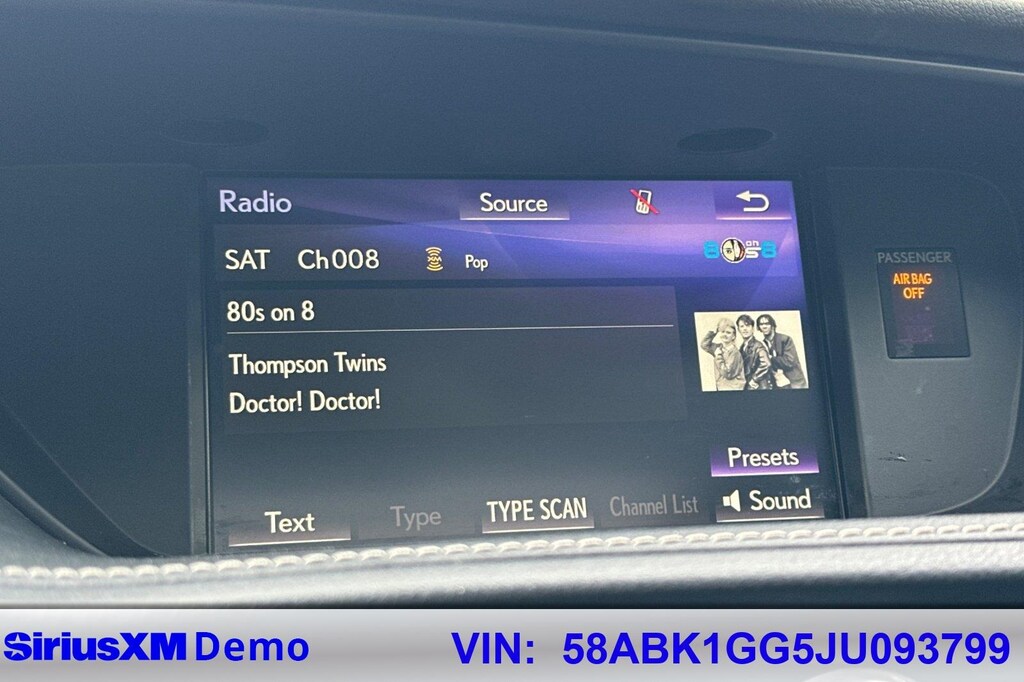 Radio Source
SAT Ch008 Pop 80s on 8
80s on 8
Thompson Twins
Doctor! Doctor!
Presets
Text Type TYPE SCAN Channel List Sound
PASSENGER
AIR BAG
OFF
SiriusXM Demo VIN: 58ABK1GG5JU093799